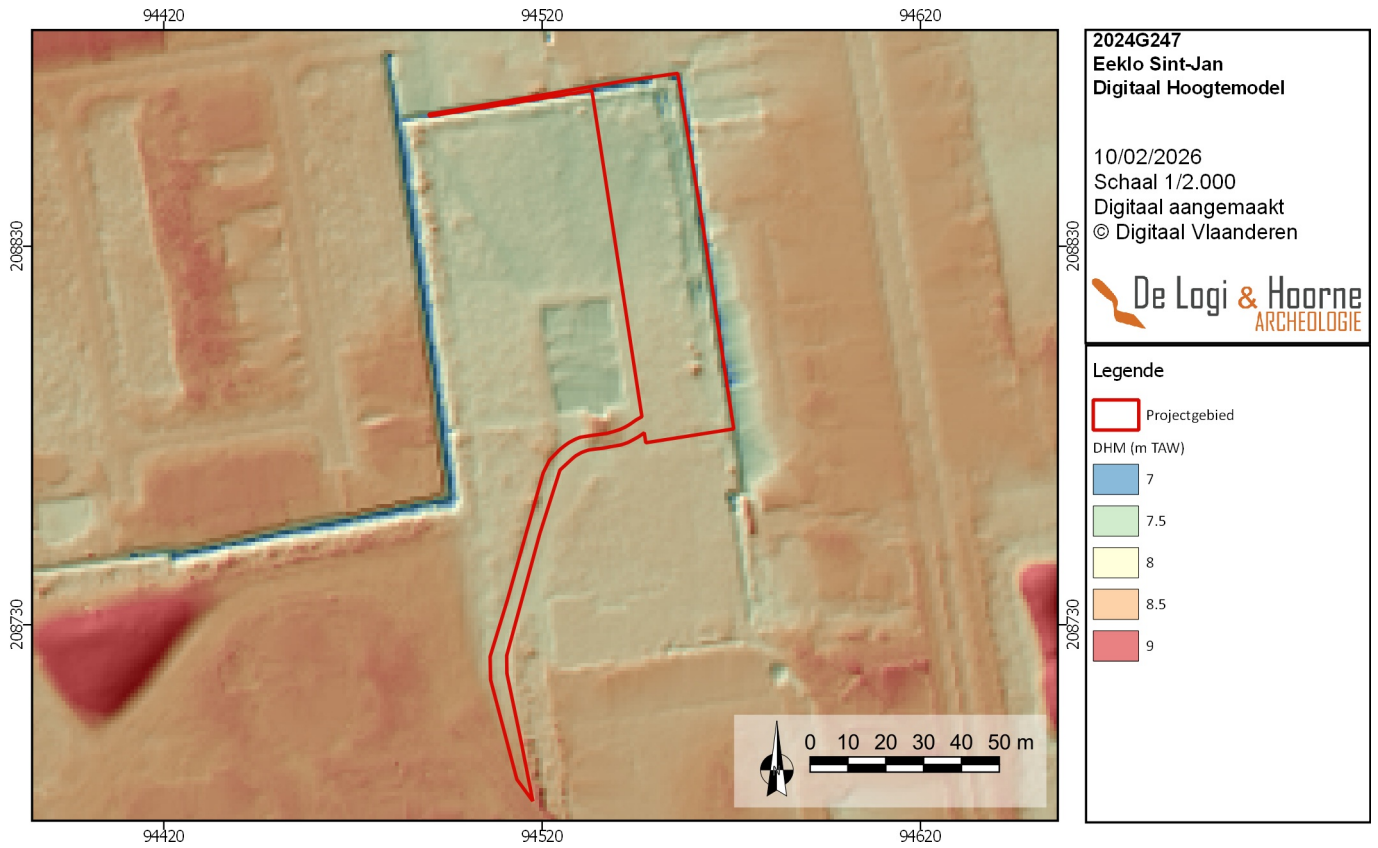 94420
94520
94620
208830
208830
208730
208730
94420
94520
94620
N
0 10 20 30 40 50 m
2024G247
Eeklo Sint-Jan
Digitaal Hoogtemodel
10/02/2026
Schaal 1/2.000
Digitaal aangemaakt
© Digitaal Vlaanderen
De Logi & Hoorne
ARCHEOLOGIE
Legende
Projectgebied
DHM (m TAW)
7
7.5
8
8.5
9